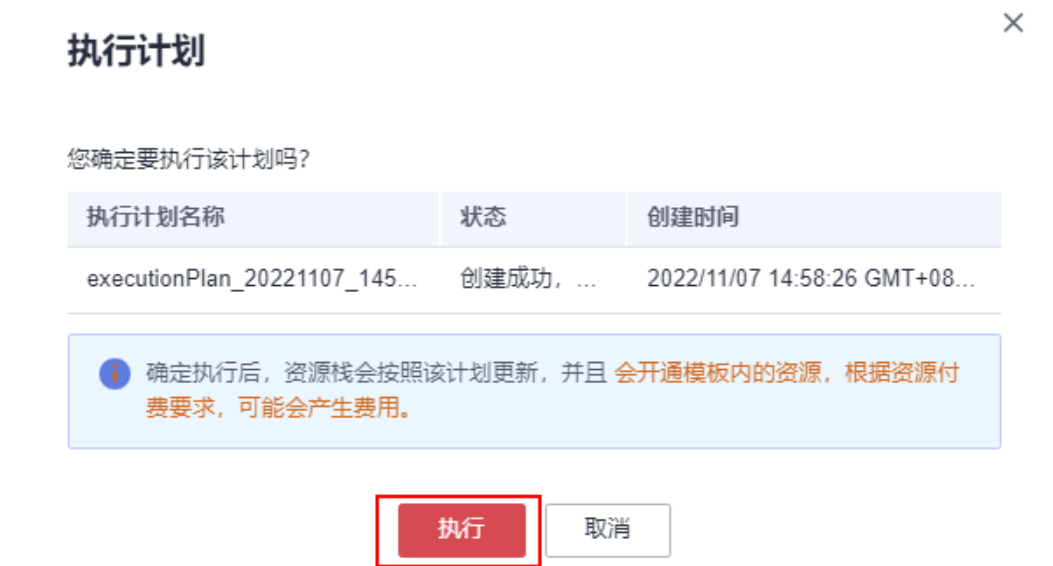 执行计划
您确定要执行该计划吗?
执行计划名称 状态 创建时间
executionPlan_20221107_145... 创建成功，... 2022/11/07 14:58:26 GMT+08...
确定执行后，资源栈会按照该计划更新，并且 会开通模板内的资源，根据资源付
费要求，可能会产生费用。
执行 取消